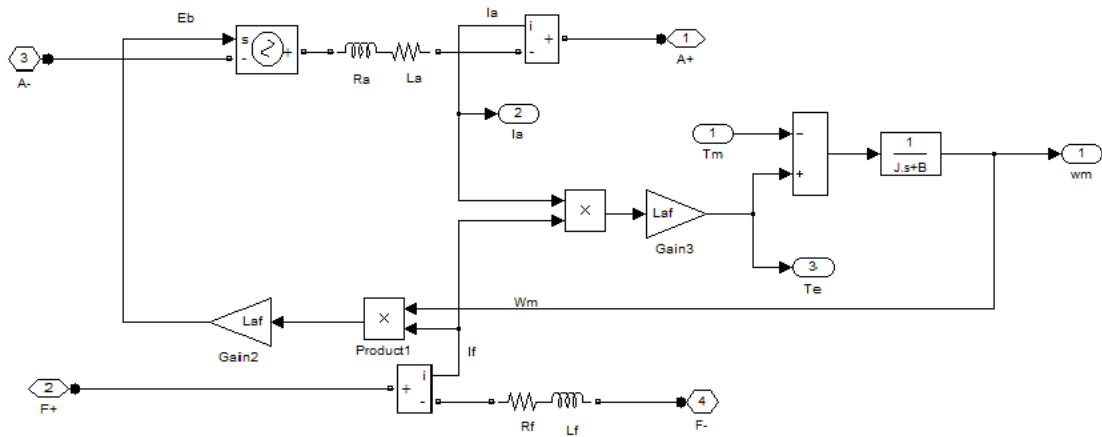 Eb
Ia
3
s
-
+
i
-
+
1
A-
Ra
La
A+
2
Ia
1
Tm
−
+
1
J.s+B
1
wm
×
Laf
Gain3
3
Te
Wm
Laf
Gain2
×
Product1
If
2
F+
+
i
-
Rf
Lf
4
F-